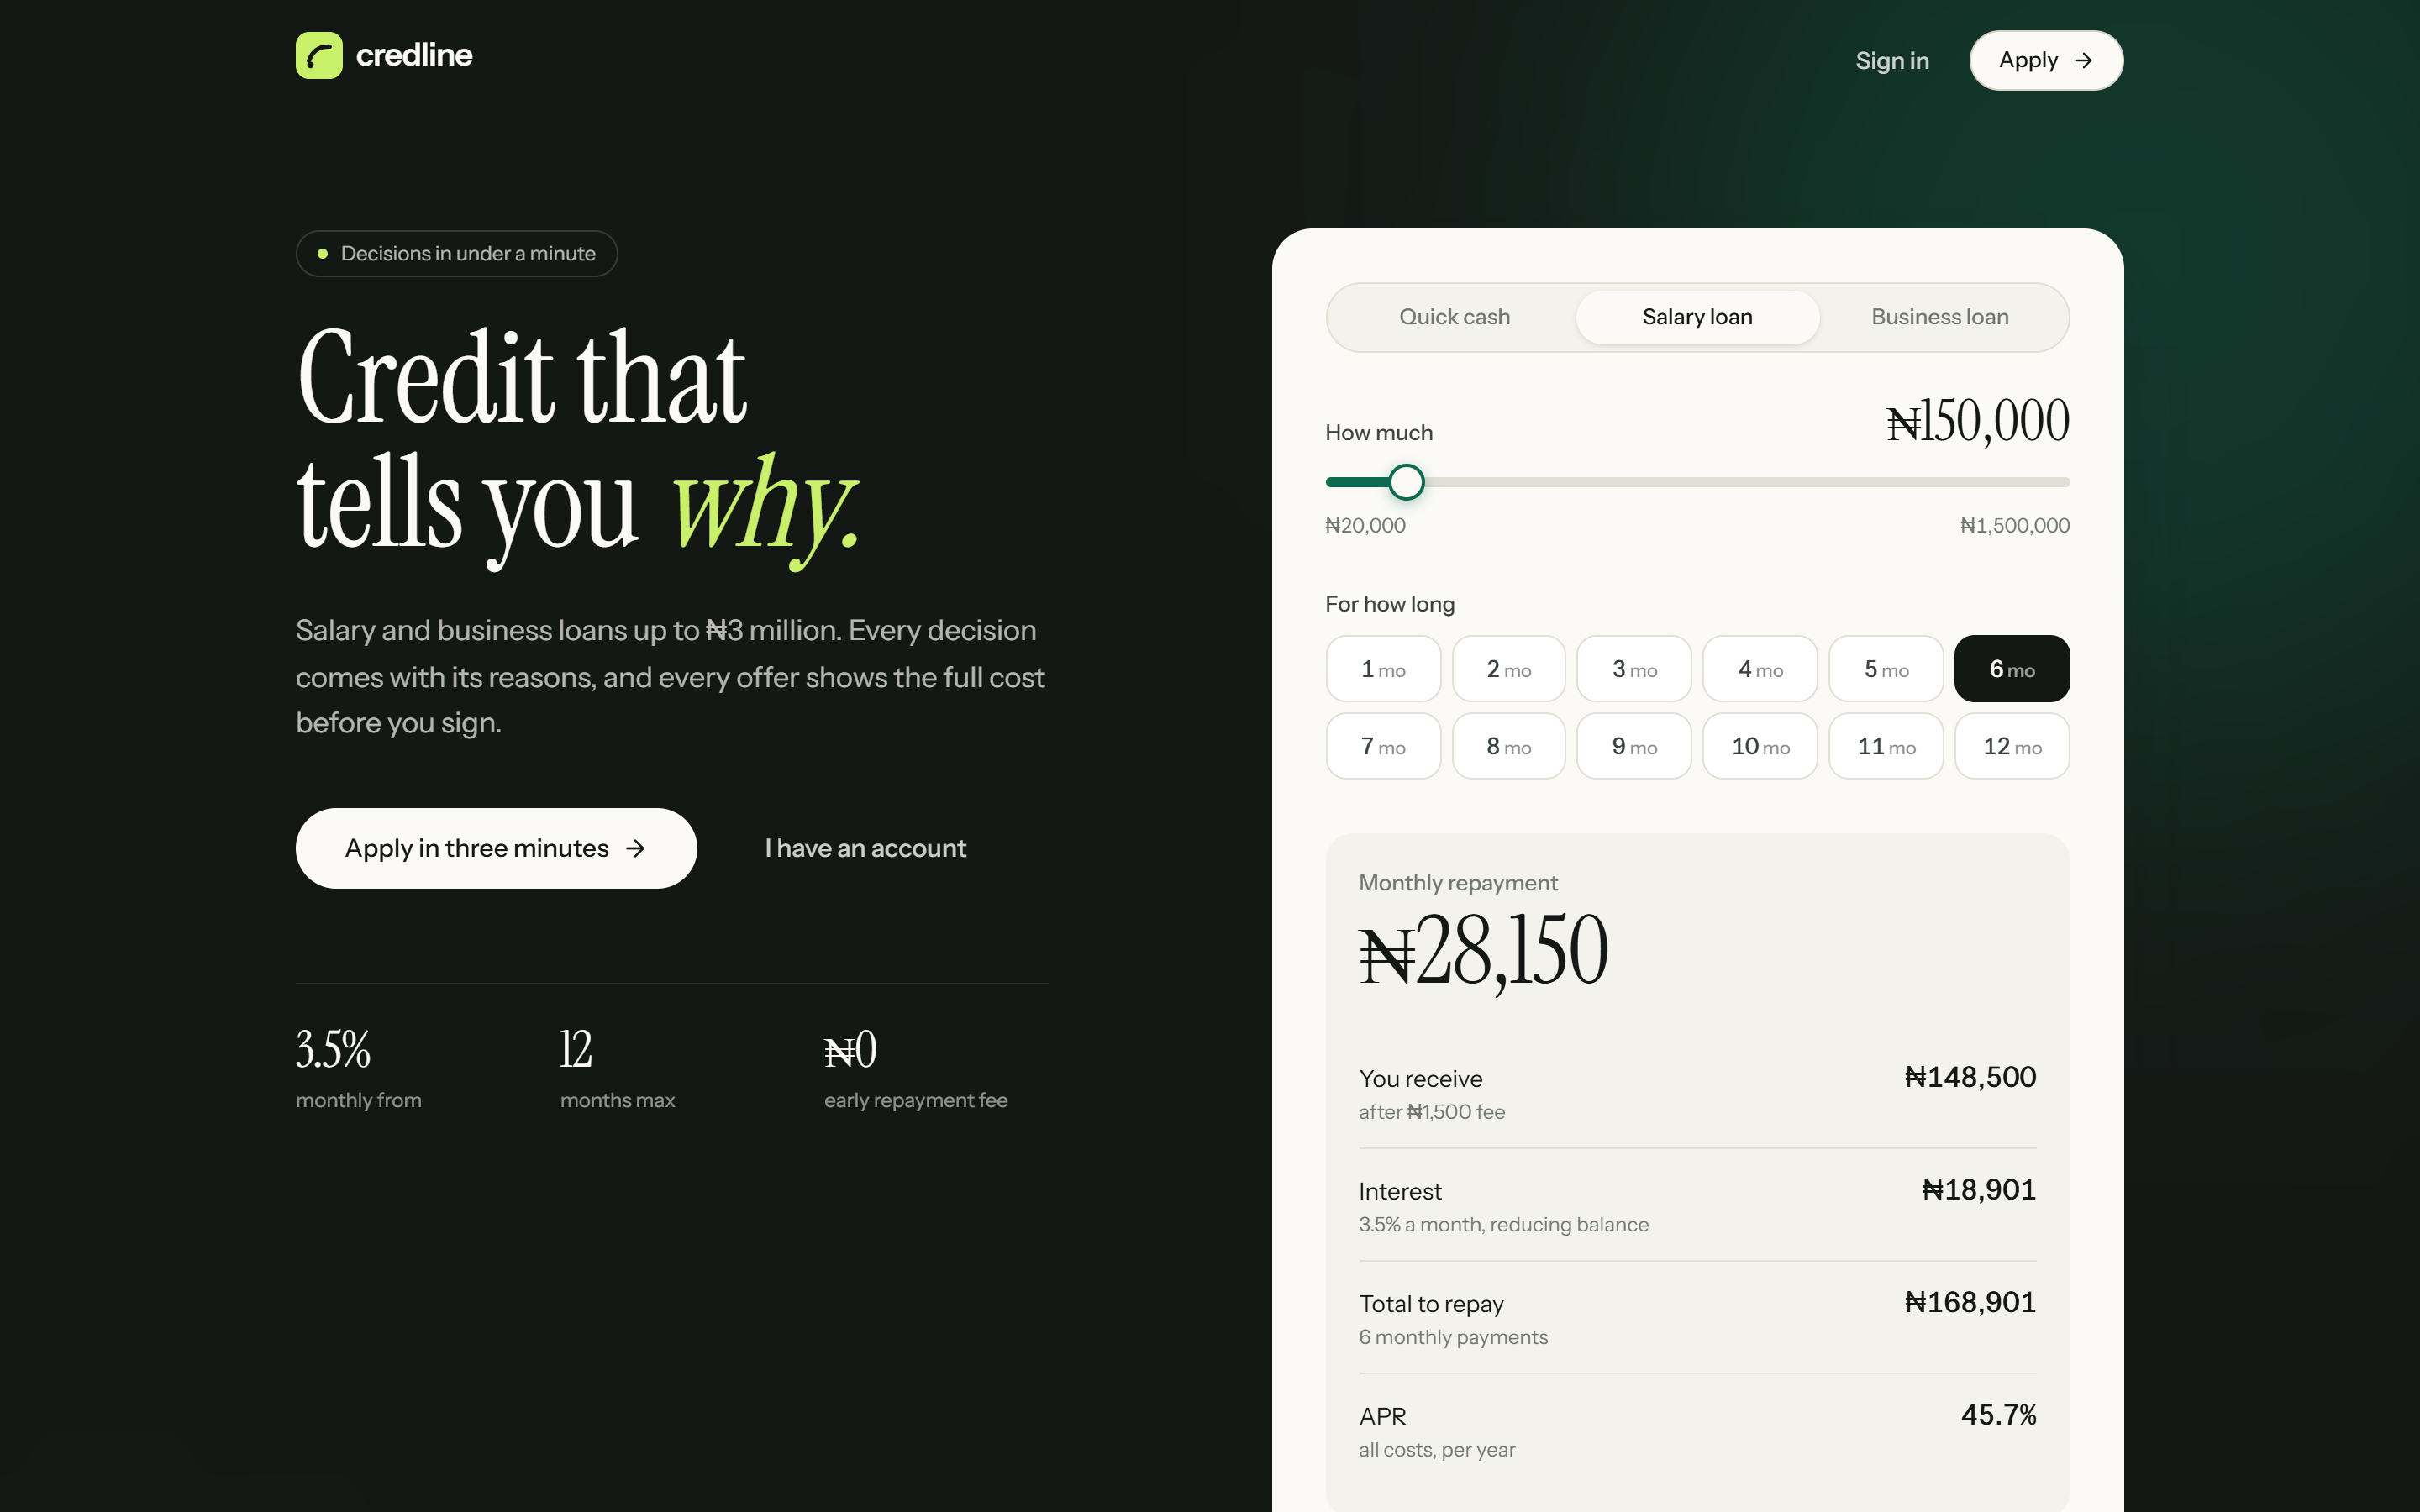 credline
Sign in
Apply →
Decisions in under a minute
Credit that
tells you why.
Salary and business loans up to ₦3 million. Every decision
comes with its reasons, and every offer shows the full cost
before you sign.
Apply in three minutes →
I have an account
3.5%
monthly from
12
months max
₦0
early repayment fee
Quick cash
Salary loan
Business loan
How much
₦150,000
₦20,000
₦1,500,000
For how long
1 mo
2 mo
3 mo
4 mo
5 mo
6 mo
7 mo
8 mo
9 mo
10 mo
11 mo
12 mo
Monthly repayment
₦28,150
You receive
₦148,500
after ₦1,500 fee
Interest
₦18,901
3.5% a month, reducing balance
Total to repay
₦168,901
6 monthly payments
APR
45.7%
all costs, per year